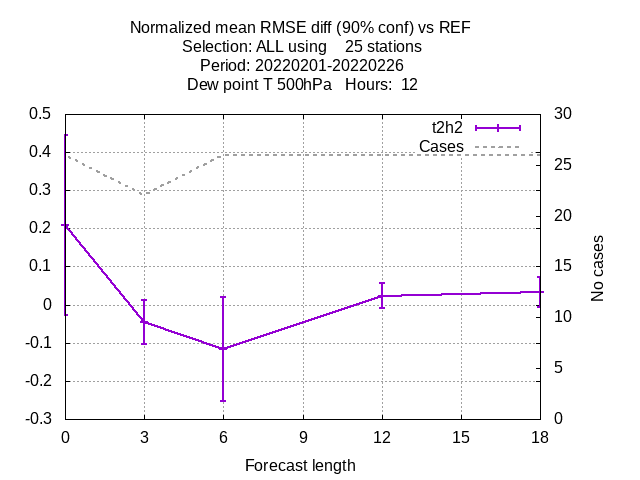 Normalized mean RMSE diff (90% conf) vs REF
Selection: ALL using    25 stations
Period: 20220201-20220226
Dew point T 500hPa   Hours:  12
0.5
0.4
0.3
0.2
0.1
0
-0.1
-0.2
-0.3
30
25
20
15
10
5
0
t2h2
Cases
No cases
0 3 6 9 12 15 18
Forecast length